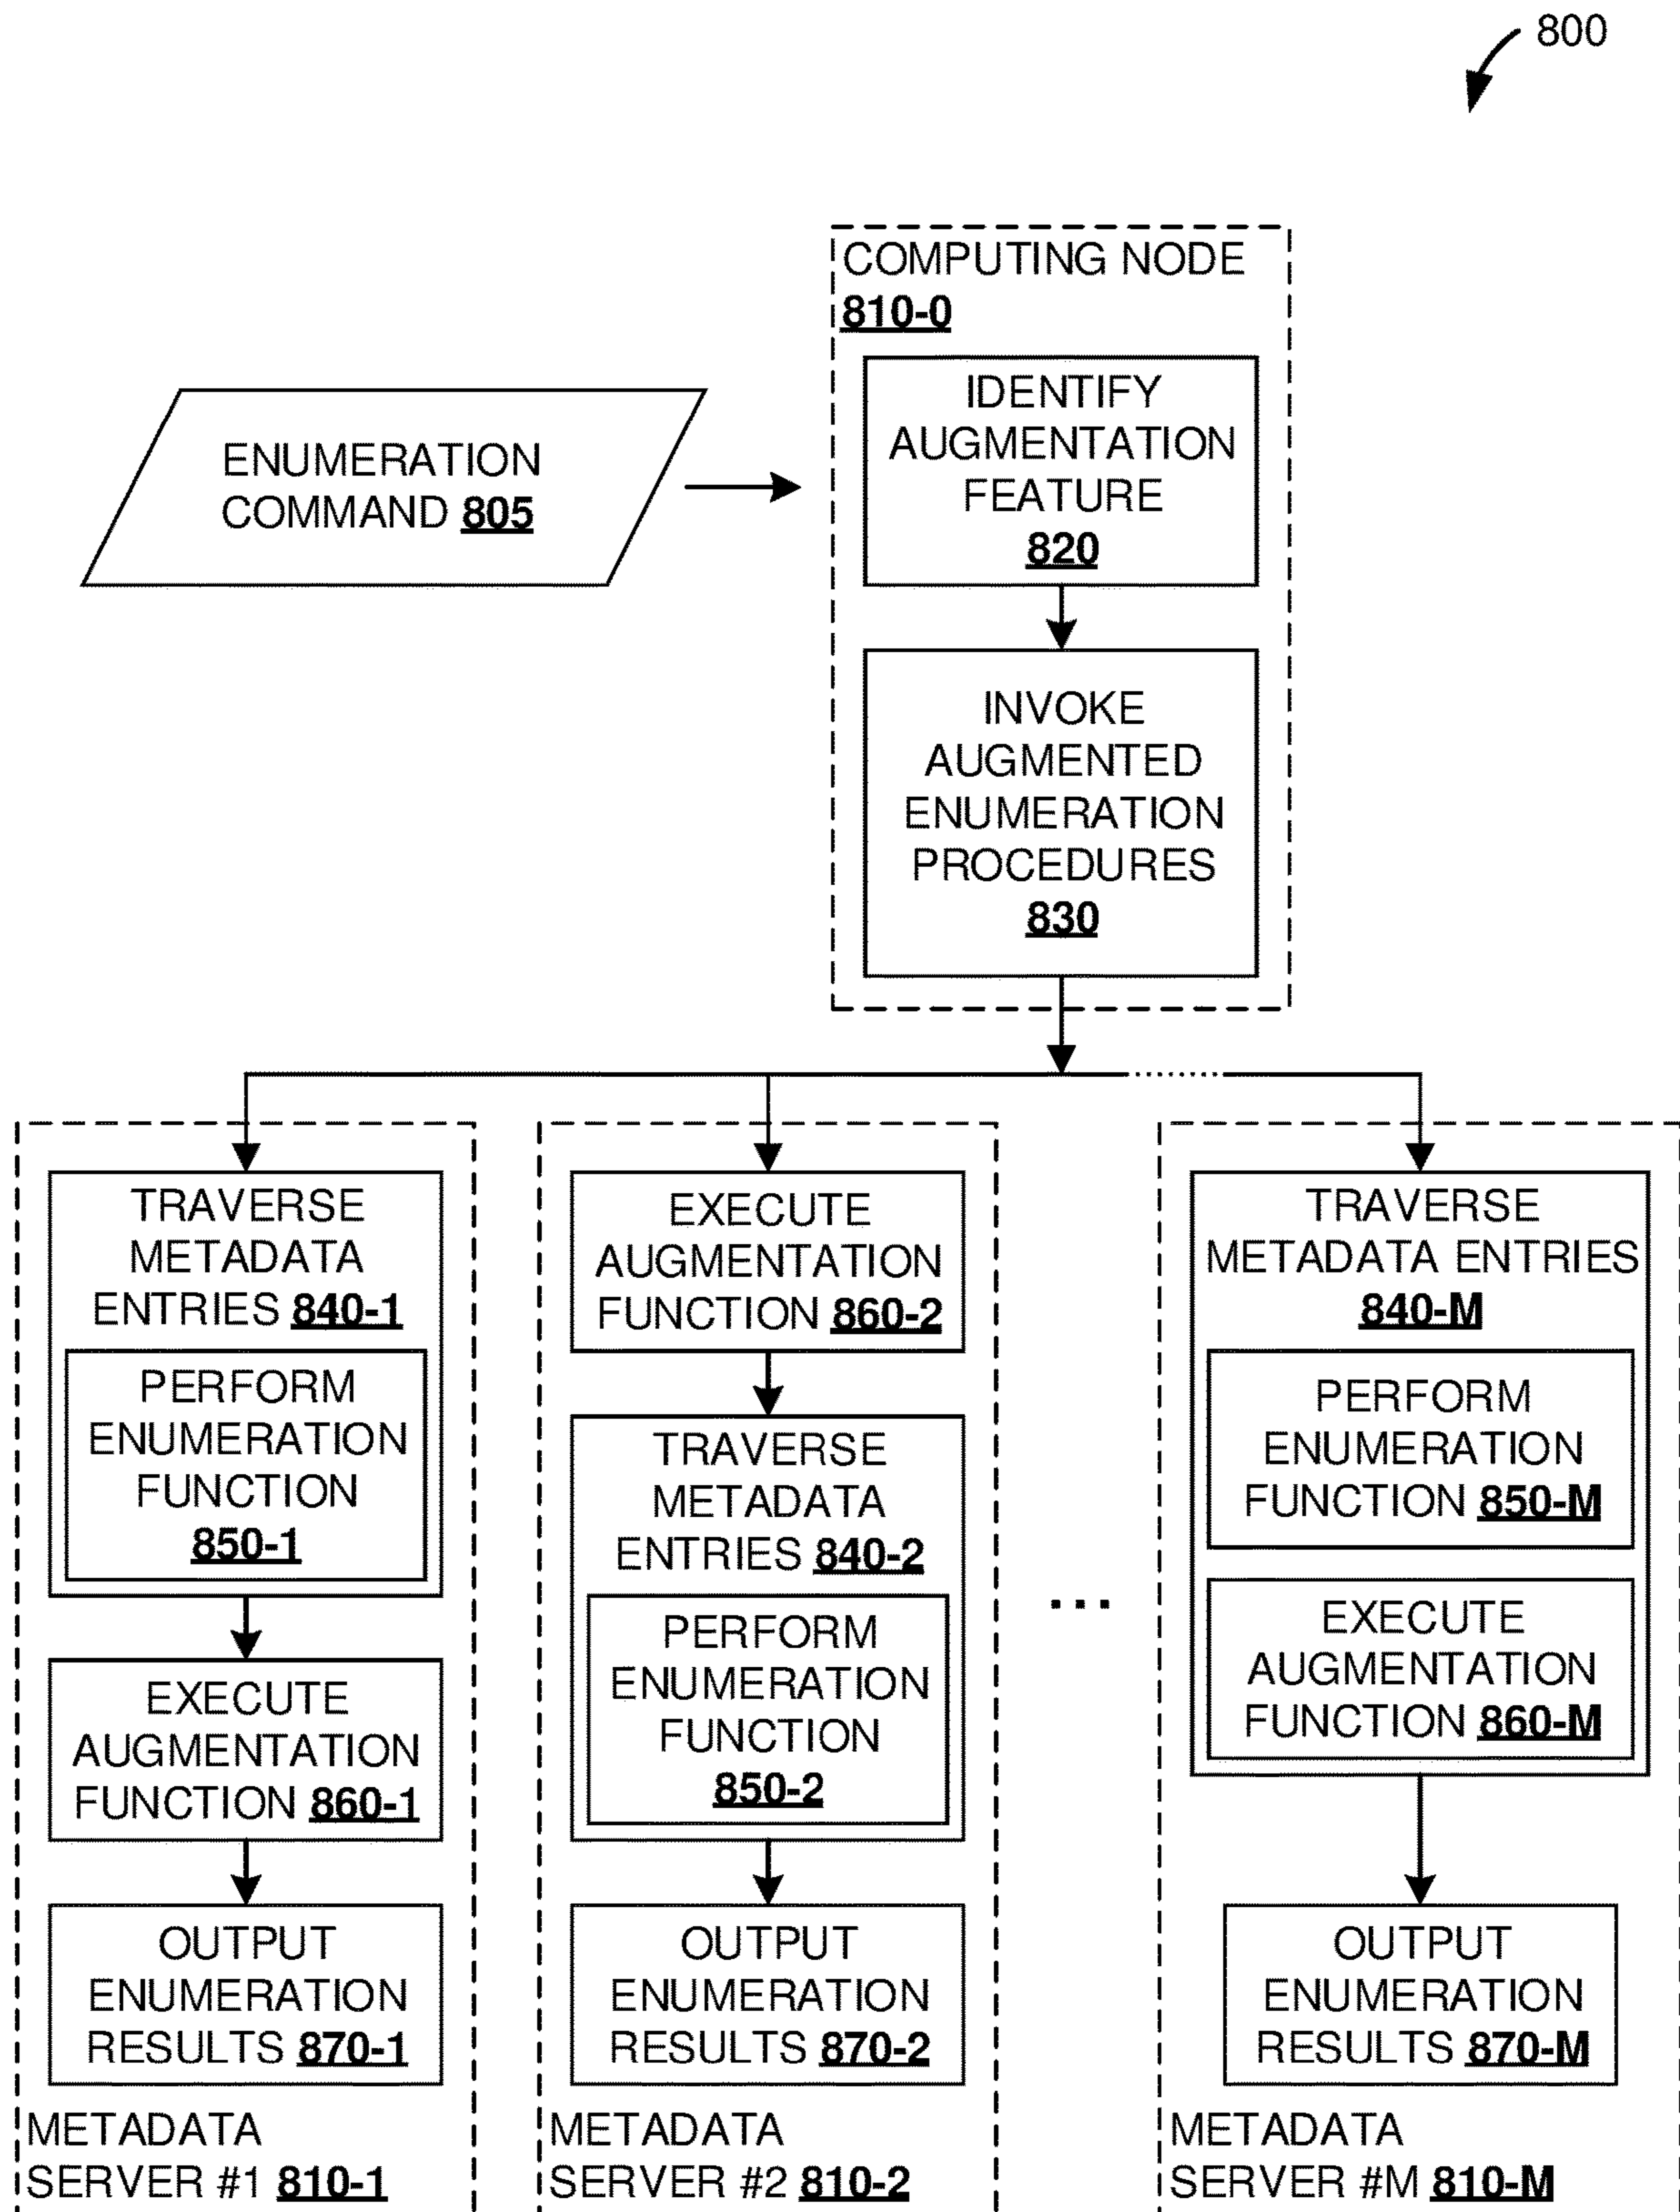 800
COMPUTING NODE
810-0
IDENTIFY
AUGMENTATION
FEATURE
820
ENUMERATION
COMMAND 805
INVOKE
AUGMENTED
ENUMERATION
PROCEDURES
830
TRAVERSE
METADATA
ENTRIES 840-1
PERFORM
ENUMERATION
FUNCTION
850-1
EXECUTE
AUGMENTATION
FUNCTION 860-1
OUTPUT
ENUMERATION
RESULTS 870-1
METADATA
SERVER #1 810-1
EXECUTE
AUGMENTATION
FUNCTION 860-2
TRAVERSE
METADATA
ENTRIES 840-2
PERFORM
ENUMERATION
FUNCTION
850-2
OUTPUT
ENUMERATION
RESULTS 870-2
METADATA
SERVER #2 810-2
...
TRAVERSE
METADATA ENTRIES
840-M
PERFORM
ENUMERATION
FUNCTION 850-M
EXECUTE
AUGMENTATION
FUNCTION 860-M
OUTPUT
ENUMERATION
RESULTS 870-M
METADATA
SERVER #M 810-M